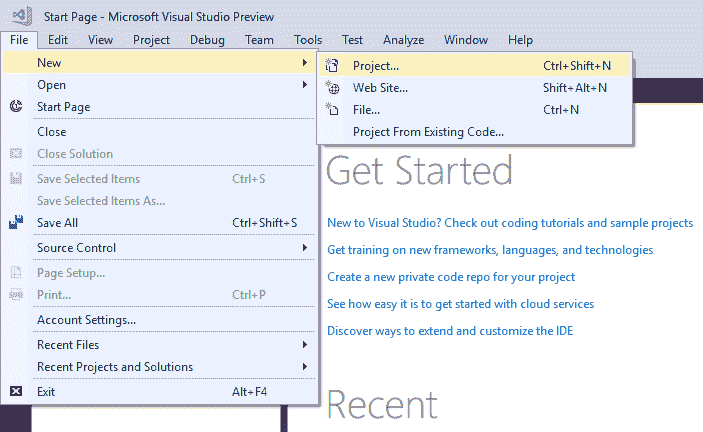 Start Page - Microsoft Visual Studio Preview
File Edit View Project Debug Team Tools Test Analyze Window Help
New
Open
Start Page
Close
Close Solution
Save Selected Items Ctrl+S
Save Selected Items As...
Save All Ctrl+Shift+S
Source Control
Page Setup...
Print... Ctrl+P
Account Settings...
Recent Files
Recent Projects and Solutions
Exit Alt+F4
Project... Ctrl+Shift+N
Web Site... Shift+Alt+N
File... Ctrl+N
Project From Existing Code...
Get Started
New to Visual Studio? Check out coding tutorials and sample projects
Get training on new frameworks, languages, and technologies
Create a new private code repo for your project
See how easy it is to get started with cloud services
Discover ways to extend and customize the IDE
Recent